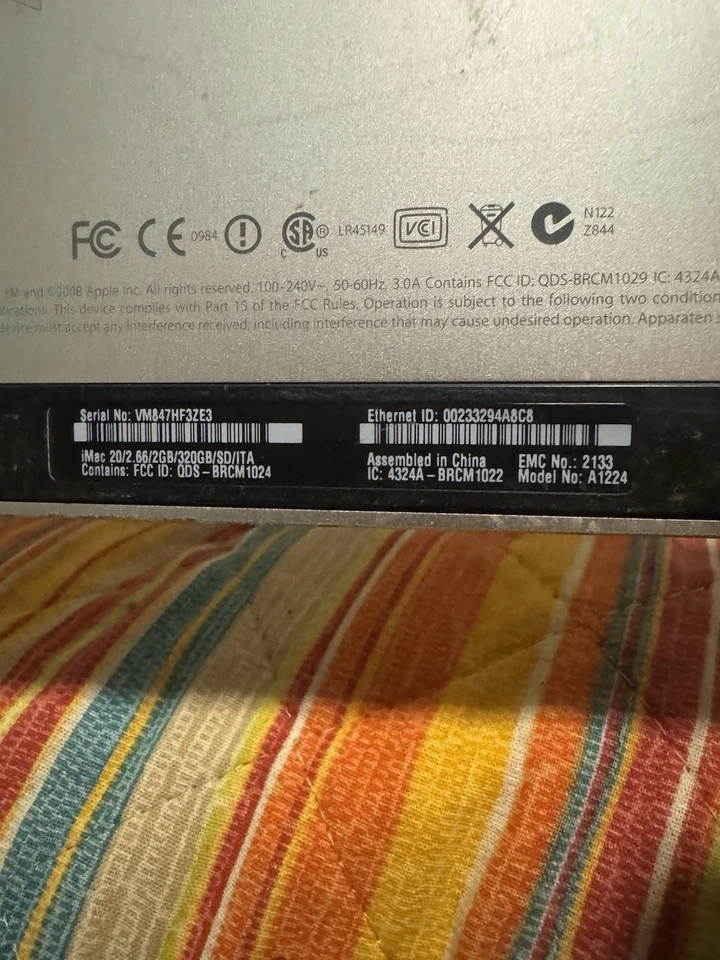 FC CE 0984 C SA ® US LR45149 VCI N122
Z844
TM and ©2008 Apple Inc. All rights reserved. 100-240V~, 50-60Hz, 3.0A Contains FCC ID: QDS-BRCM1029 IC: 4324A
This device complies with Part 15 of the FCC Rules. Operation is subject to the following two condition
device must accept any interference received, including interference that may cause undesired operation. Apparaten s
Serial No: VM847HF3ZE3
iMac 20/2.66/2GB/320GB/SD/ITA
Contains: FCC ID: QDS-BRCM1024
Ethernet ID: 00233294A8C8
Assembled in China EMC No.: 2133
IC: 4324A-BRCM1022 Model No: A1224